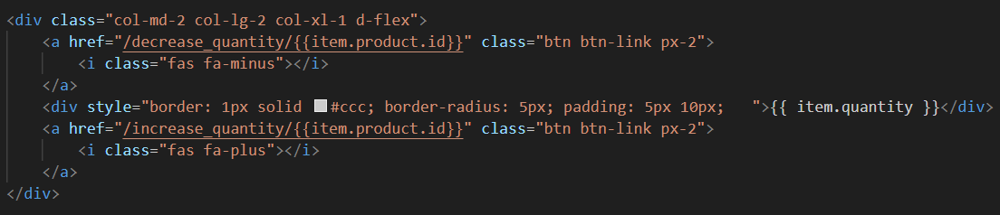 <div class="col-md-2 col-lg-2 col-xl-1 d-flex">
    <a href="/decrease_quantity/{{item.product.id}}" class="btn btn-link px-2">
        <i class="fas fa-minus"></i>
    </a>
    <div style="border: 1px solid #ccc; border-radius: 5px; padding: 5px 10px;   ">{{ item.quantity }}</div>
    <a href="/increase_quantity/{{item.product.id}}" class="btn btn-link px-2">
        <i class="fas fa-plus"></i>
    </a>
</div>